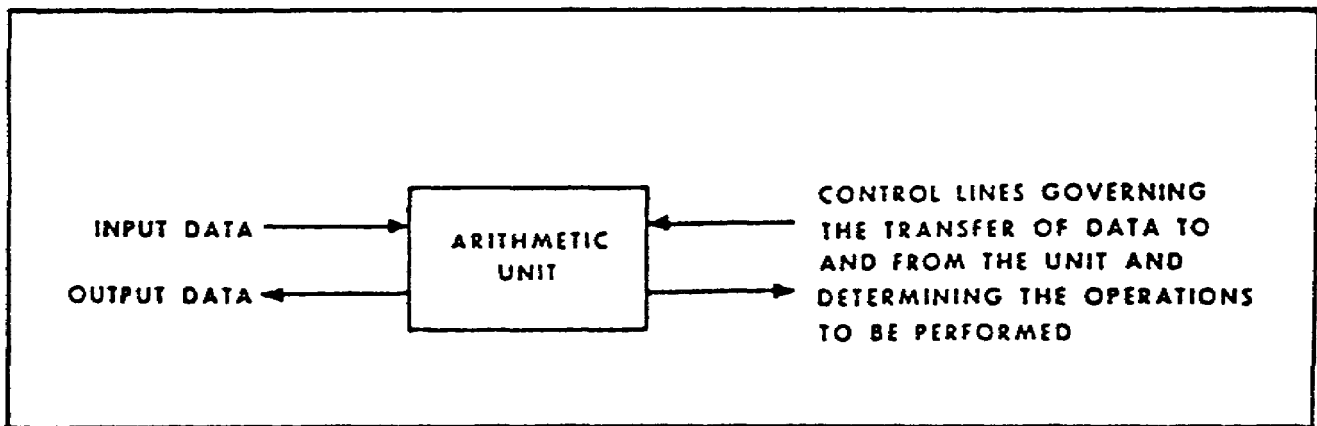 INPUT DATA
OUTPUT DATA
ARITHMETIC
UNIT
CONTROL LINES GOVERNING
THE TRANSFER OF DATA TO
AND FROM THE UNIT AND
DETERMINING THE OPERATIONS
TO BE PERFORMED